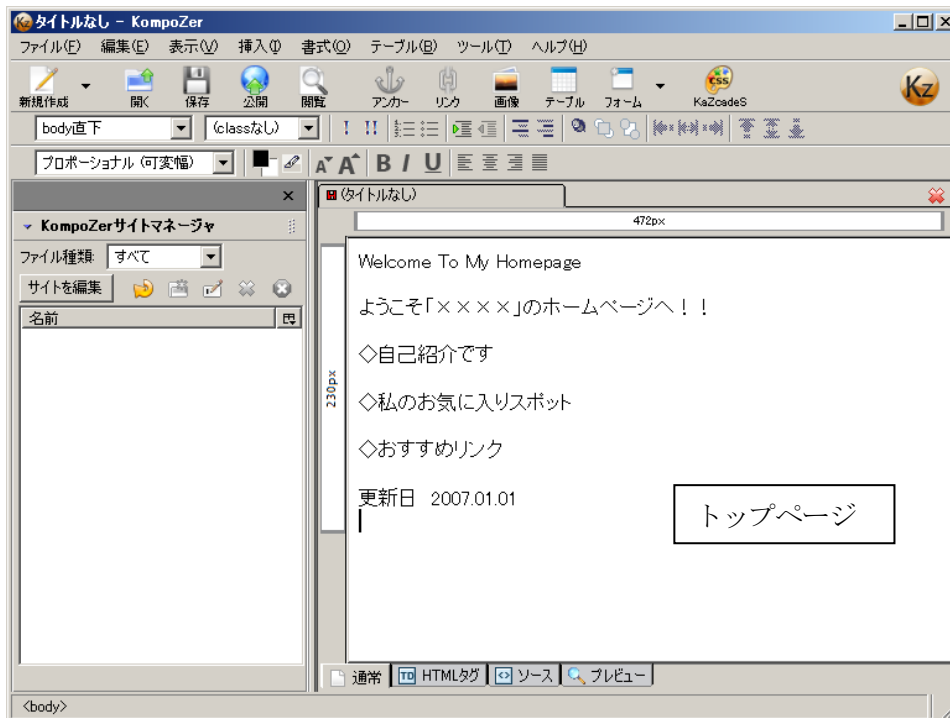 タイトルなし - KompoZer
ファイル(F) 編集(E) 表示(V) 挿入(I) 書式(O) テーブル(B) ツール(T) ヘルプ(H)
新規作成 開く 保存 公開 閲覧 アンカー リンク 画像 テーブル フォーム KaZcadeS
css
Kz
body直下 (classなし) ! !!
プロポーショナル (可変幅) A A B I U
(タイトルなし)
472px
KompoZerサイトマネージャ
ファイル種類: すべて
サイトを編集
名前
230px
Welcome To My Homepage
ようこそ「××××」のホームページへ！！
◇自己紹介です
◇私のお気に入りスポット
◇おすすめリンク
更新日 2007.01.01
トップページ
通常 TD HTMLタグ ソース プレビュー
<body>